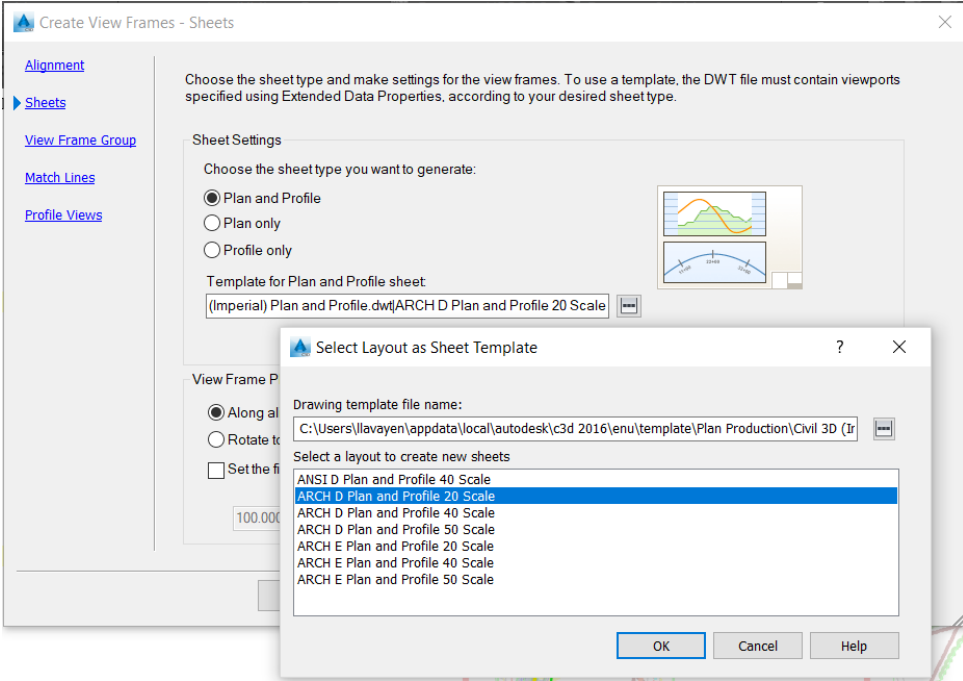 Create View Frames - Sheets
Alignment
Sheets
View Frame Group
Match Lines
Profile Views
Choose the sheet type and make settings for the view frames. To use a template, the DWT file must contain viewports
specified using Extended Data Properties, according to your desired sheet type.
Sheet Settings
Choose the sheet type you want to generate:
Plan and Profile
Plan only
Profile only
Template for Plan and Profile sheet:
(Imperial) Plan and Profile.dwt|ARCH D Plan and Profile 20 Scale
View Frame P
Along al
Rotate to
Set the fi
100.000
Select Layout as Sheet Template
?
Drawing template file name:
C:\Users\llavayen\appdata\local\autodesk\c3d 2016\enu\template\Plan Production\Civil 3D (Ir
Select a layout to create new sheets
ANSI D Plan and Profile 40 Scale
ARCH D Plan and Profile 20 Scale
ARCH D Plan and Profile 40 Scale
ARCH D Plan and Profile 50 Scale
ARCH E Plan and Profile 20 Scale
ARCH E Plan and Profile 40 Scale
ARCH E Plan and Profile 50 Scale
OK
Cancel
Help